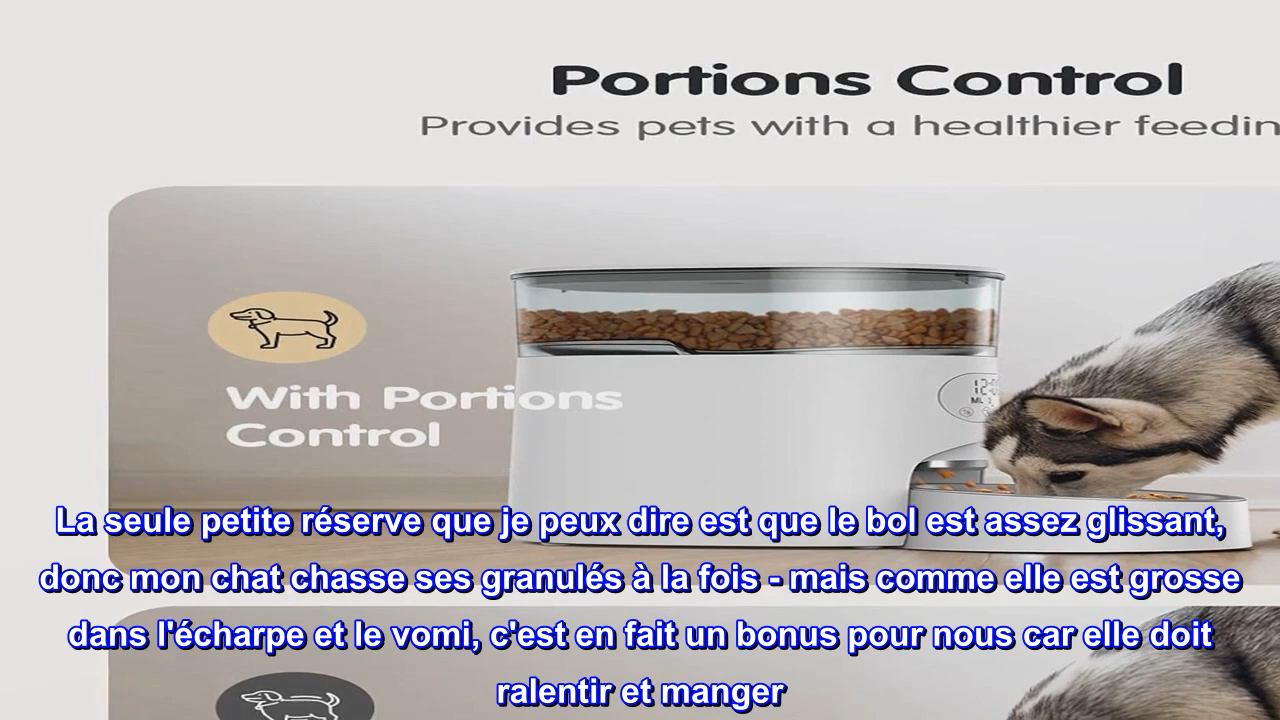 Portions Control
Provides pets with a healthier feedin
With Portions
Control
La seule petite réserve que je peux dire est que le bol est assez glissant,
donc mon chat chasse ses granulés à la fois - mais comme elle est grosse
dans l'écharpe et le vomi, c'est en fait un bonus pour nous car elle doit
ralentir et manger